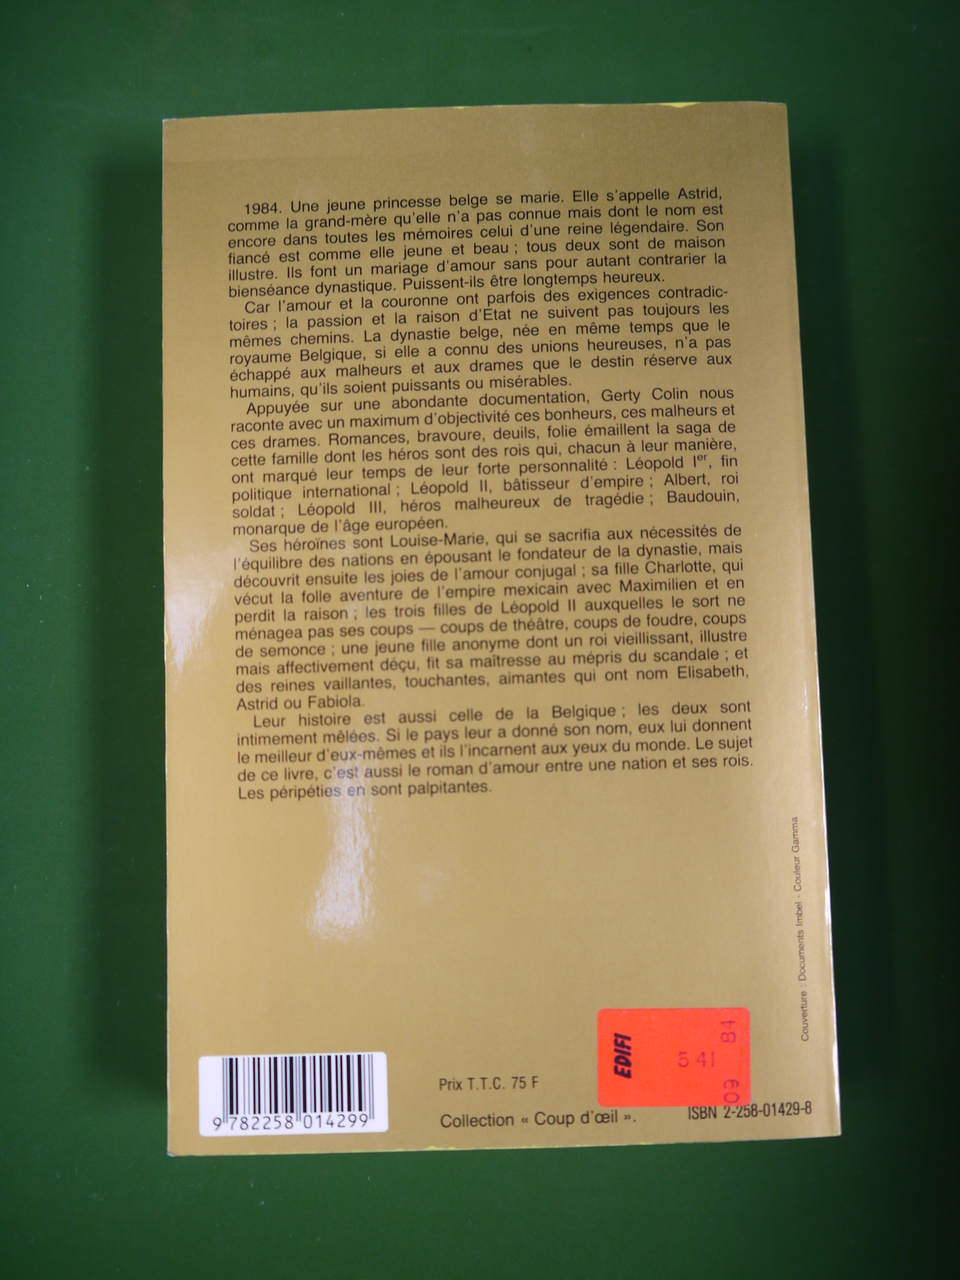 1984. Une jeune princesse belge se marie. Elle s'appelle Astrid,
comme la grand-mère qu'elle n'a pas connue mais dont le nom est
encore dans toutes les mémoires celui d'une reine légendaire. Son
fiancé est comme elle jeune et beau ; tous deux sont de maison
illustre. Ils font un mariage d'amour sans pour autant contrarier la
bienséance dynastique. Puissent-ils être longtemps heureux.
Car l'amour et la couronne ont parfois des exigences contradic-
toires ; la passion et la raison d'État ne suivent pas toujours les
mêmes chemins. La dynastie belge, née en même temps que le
royaume Belgique, si elle a connu des unions heureuses, n'a pas
échappé aux malheurs et aux drames que le destin réserve aux
humains, qu'ils soient puissants ou misérables.
Appuyée sur une abondante documentation, Gerty Colin nous
raconte avec un maximum d'objectivité ces bonheurs, ces malheurs et
ces drames. Romances, bravoure, deuils, folie émaillent la saga de
cette famille dont les héros sont des rois qui, chacun à leur manière,
ont marqué leur temps de leur forte personnalité : Léopold Ier, fin
politique international ; Léopold II, bâtisseur d'empire ; Albert, roi
soldat ; Léopold III, héros malheureux de tragédie ; Baudouin,
monarque de l'âge européen.
Ses héroïnes sont Louise-Marie, qui se sacrifia aux nécessités de
l'équilibre des nations en épousant le fondateur de la dynastie, mais
découvrit ensuite les joies de l'amour conjugal ; sa fille Charlotte, qui
vécut la folle aventure de l'empire mexicain avec Maximilien et en
perdit la raison ; les trois filles de Léopold II auxquelles le sort ne
ménagea pas ses coups — coups de théâtre, coups de foudre, coups
de semonce ; une jeune fille anonyme dont un roi vieillissant, illustre
mais affectivement déçu, fit sa maîtresse au mépris du scandale ; et
des reines vaillantes, touchantes, aimantes qui ont nom Elisabeth,
Astrid ou Fabiola.
Leur histoire est aussi celle de la Belgique ; les deux sont
intimement mêlées. Si le pays leur a donné son nom, eux lui donnent
le meilleur d'eux-mêmes et ils l'incarnent aux yeux du monde. Le sujet
de ce livre, c'est aussi le roman d'amour entre une nation et ses rois.
Les péripéties en sont palpitantes.
Couverture : Documents Imbel - Couleur Gamma
EDIFI
541
09 84
9 782258 014299
Prix T.T.C. 75 F
Collection « Coup d'œil ».
ISBN 2-258-01429-8